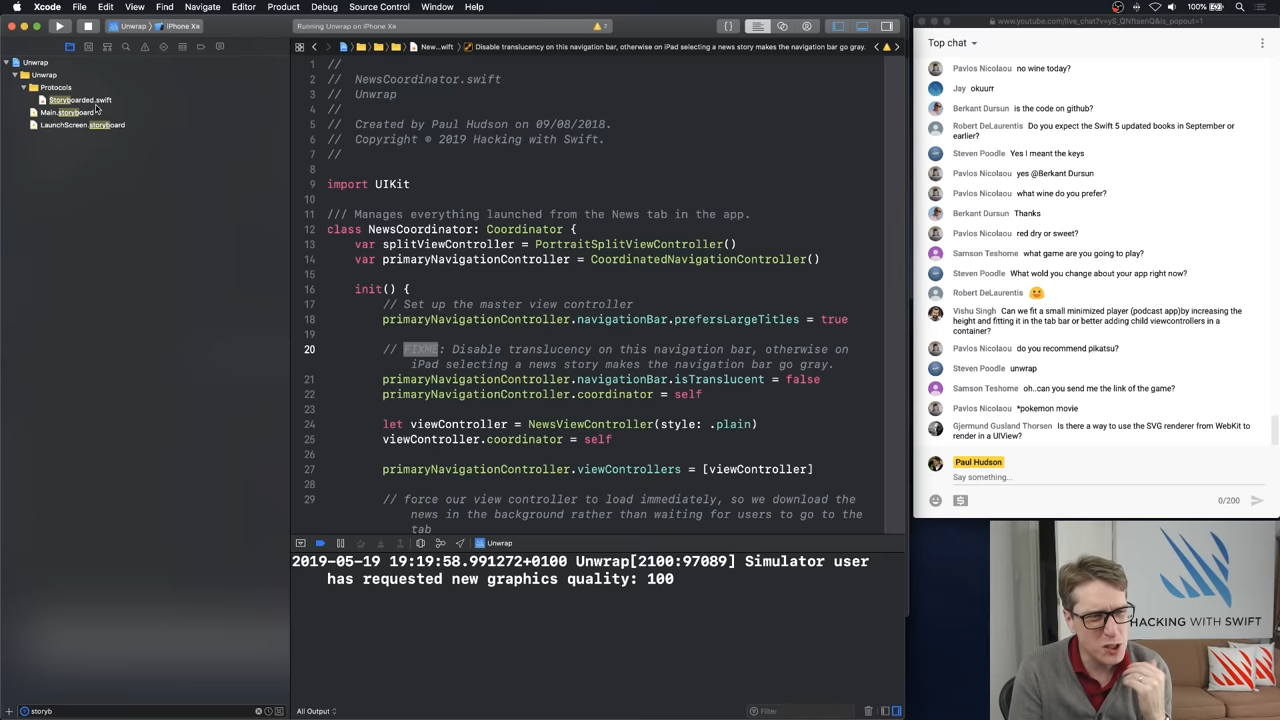 Xcode File Edit View Find Navigate Editor Product Debug Source Control Window Help
100%
Unwrap iPhone Xʀ
Running Unwrap on iPhone Xʀ
7
www.youtube.com/live_chat?v=yS_QNftsenQ&is_popout=1
New...wift
Disable translucency on this navigation bar, otherwise on iPad selecting a news story makes the navigation bar go gray.
Unwrap
Unwrap
Protocols
Storyboarded.swift
Main.storyboard
LaunchScreen.storyboard
1 //
2 // NewsCoordinator.swift
3 // Unwrap
4 //
5 // Created by Paul Hudson on 09/08/2018.
6 // Copyright © 2019 Hacking with Swift.
7 //
8
9 import UIKit
10
11 /// Manages everything launched from the News tab in the app.
12 class NewsCoordinator: Coordinator {
13 var splitViewController = PortraitSplitViewController()
14 var primaryNavigationController = CoordinatedNavigationController()
15
16 init() {
17 // Set up the master view controller
18 primaryNavigationController.navigationBar.prefersLargeTitles = true
19
20 // FIXME: Disable translucency on this navigation bar, otherwise on
iPad selecting a news story makes the navigation bar go gray.
21 primaryNavigationController.navigationBar.isTranslucent = false
22 primaryNavigationController.coordinator = self
23
24 let viewController = NewsViewController(style: .plain)
25 viewController.coordinator = self
26
27 primaryNavigationController.viewControllers = [viewController]
28
29 // force our view controller to load immediately, so we download the
news in the background rather than waiting for users to go to the
tab
Unwrap
2019-05-19 19:19:58.991272+0100 Unwrap[2100:97089] Simulator user
has requested new graphics quality: 100
storyb
All Output
Filter
Top chat
Pavlos Nicolaou no wine today?
Jay okuurr
Berkant Dursun is the code on github?
Robert DeLaurentis Do you expect the Swift 5 updated books in September or
earlier?
Steven Poodle Yes I meant the keys
Pavlos Nicolaou yes @Berkant Dursun
Pavlos Nicolaou what wine do you prefer?
Berkant Dursun Thanks
Pavlos Nicolaou red dry or sweet?
Samson Teshome what game are you going to play?
Steven Poodle What wolrd you change about your app right now?
Robert DeLaurentis
Vishu Singh Can we fit a small minimized player (podcast app)by increasing the
height and fitting it in the tab bar or better adding child viewcontrollers in a
container?
Pavlos Nicolaou do you recommend pikatsu?
Steven Poodle unwrap
Samson Teshome oh..can you send me the link of the game?
Pavlos Nicolaou *pokemon movie
Gjermund Gusland Thorsen Is there a way to use the SVG renderer from WebKit to
render in a UIView?
Paul Hudson
Say something...
0/200
HACKING WITH SWIFT